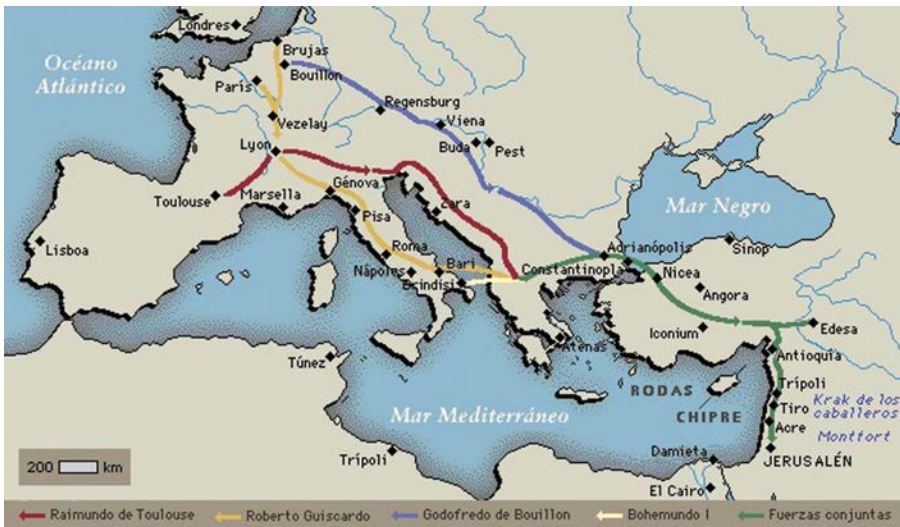 Londres
Océano
Atlántico
Brujas
Bouillon
París
Regensburg
Vezelay
Viena
Buda
Pest
Lyon
Génova
Toulouse
Marsella
Pisa
Zara
Mar Negro
Lisboa
Roma
Adrianópolis
Sinop
Nápoles
Bari
Constantinopla
Nicea
Brindisi
Angora
Túnez
Atenas
Iconium
Edesa
Antioquía
RODAS
Trípoli
Krak de los
caballeros
Mar Mediterráneo
CHIPRE
Tiro
Acre
Montfort
200 km
Trípoli
Damieta
JERUSALÉN
El Cairo
Raimundo de Toulouse
Roberto Guiscardo
Godofredo de Bouillon
Bohemundo I
Fuerzas conjuntas